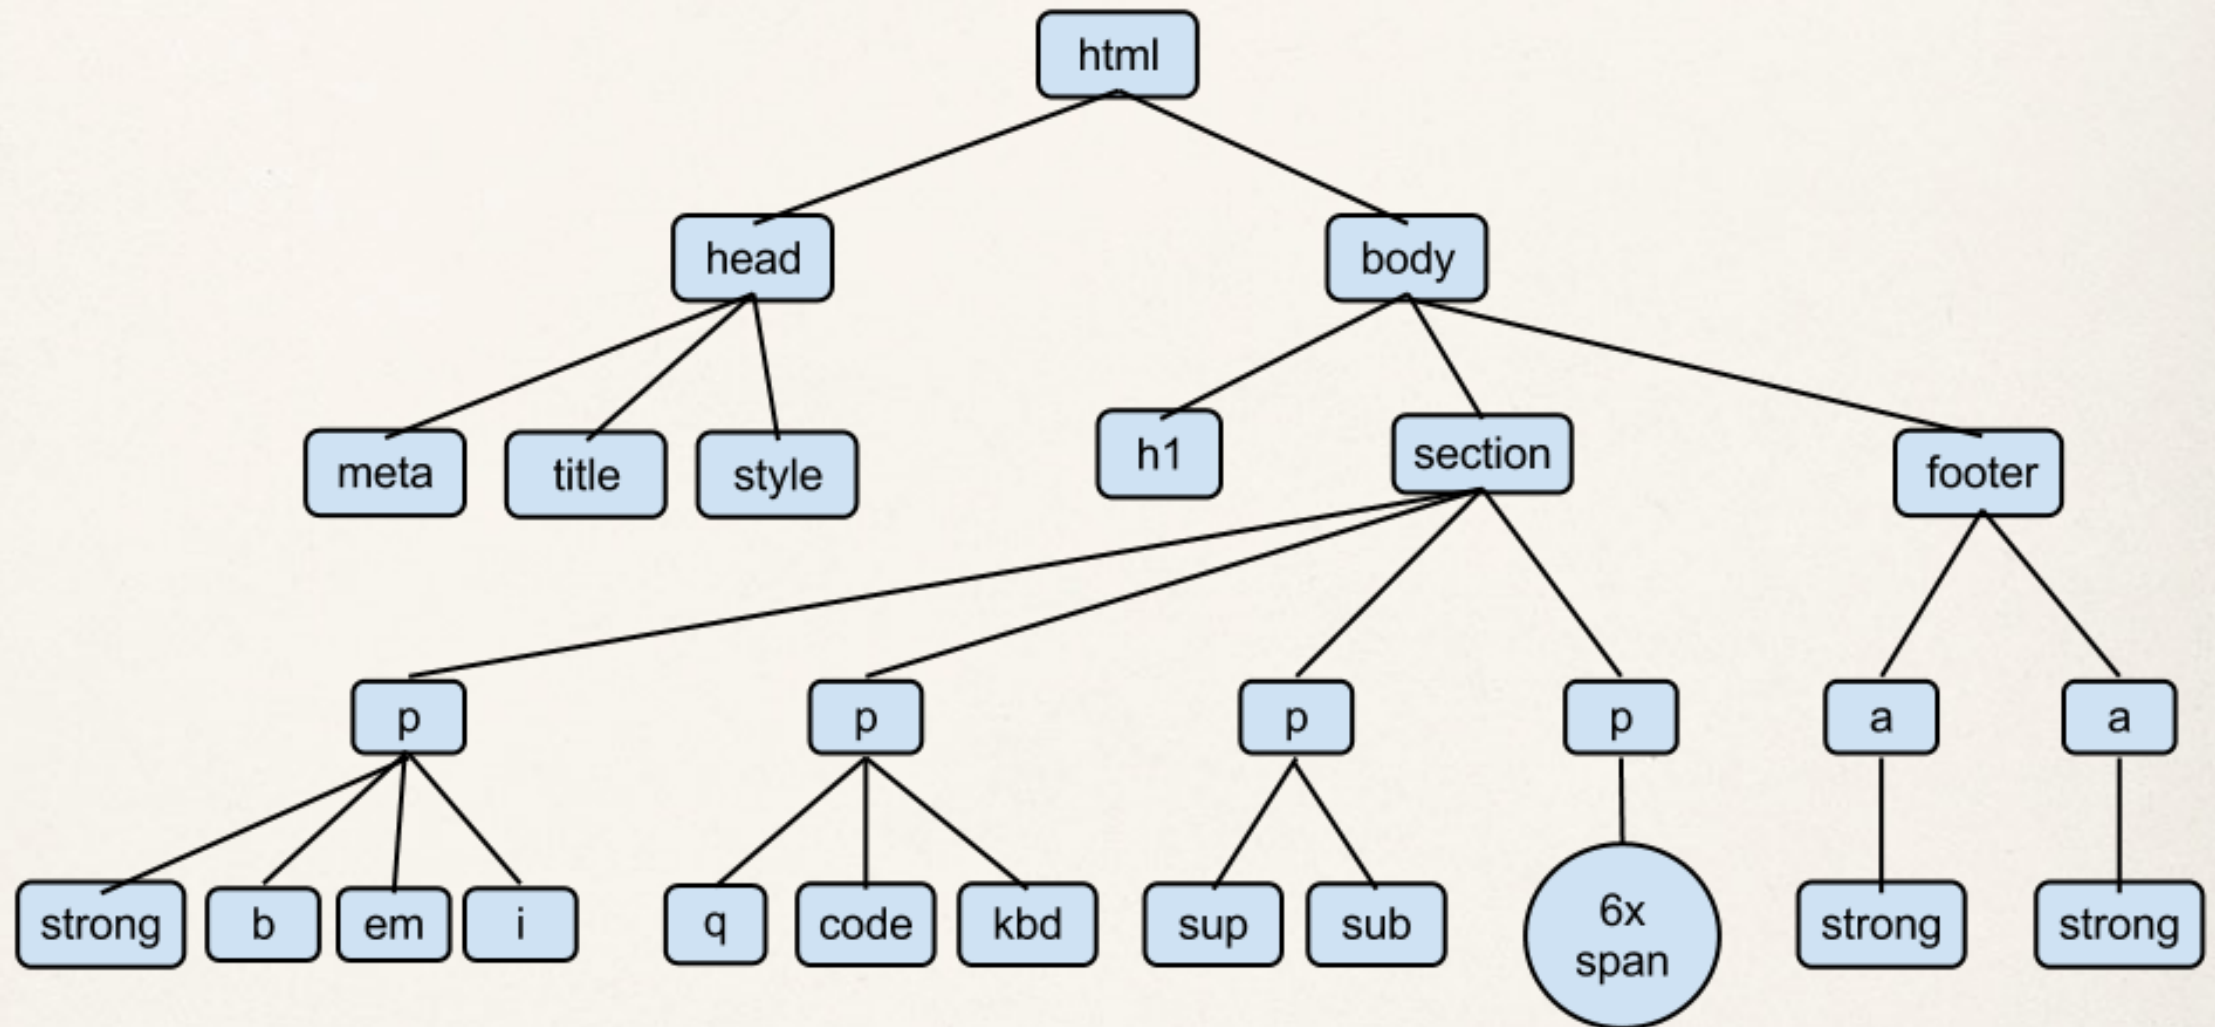 html
head
body
meta
title
style
h1
section
footer
p
p
p
p
a
a
strong
b
em
i
q
code
kbd
sup
sub
6x
span
strong
strong